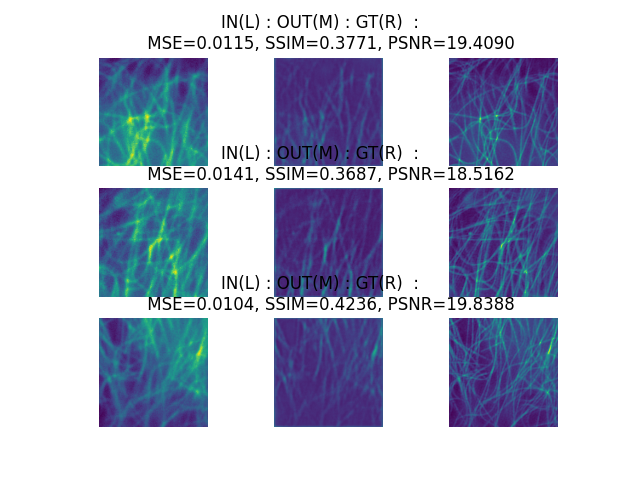 IN(L) : OUT(M) : GT(R)  :
MSE=0.0115, SSIM=0.3771, PSNR=19.4090
IN(L) : OUT(M) : GT(R)  :
MSE=0.0141, SSIM=0.3687, PSNR=18.5162
IN(L) : OUT(M) : GT(R)  :
MSE=0.0104, SSIM=0.4236, PSNR=19.8388